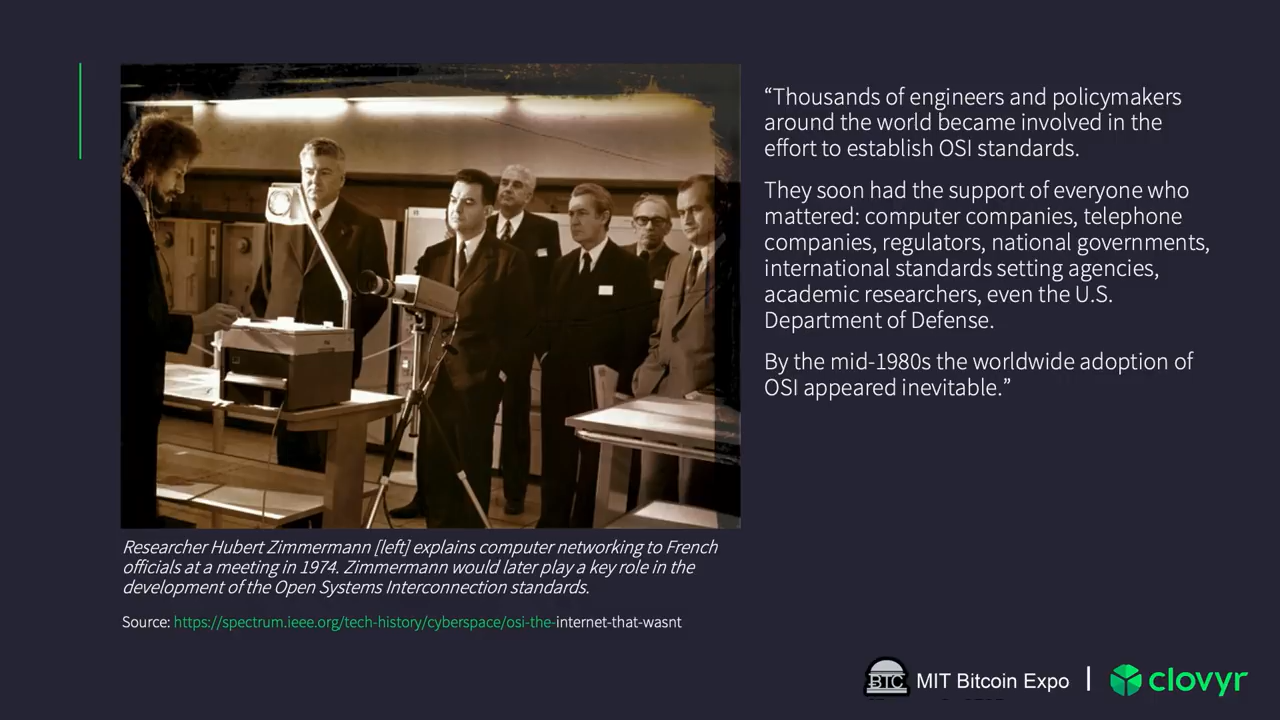 “Thousands of engineers and policymakers
around the world became involved in the
effort to establish OSI standards.
They soon had the support of everyone who
mattered: computer companies, telephone
companies, regulators, national governments,
international standards setting agencies,
academic researchers, even the U.S.
Department of Defense.
By the mid-1980s the worldwide adoption of
OSI appeared inevitable.”
Researcher Hubert Zimmermann [left] explains computer networking to French
officials at a meeting in 1974. Zimmermann would later play a key role in the
development of the Open Systems Interconnection standards.
Source: https://spectrum.ieee.org/tech-history/cyberspace/osi-the-internet-that-wasnt
BTC MIT Bitcoin Expo | clovyr